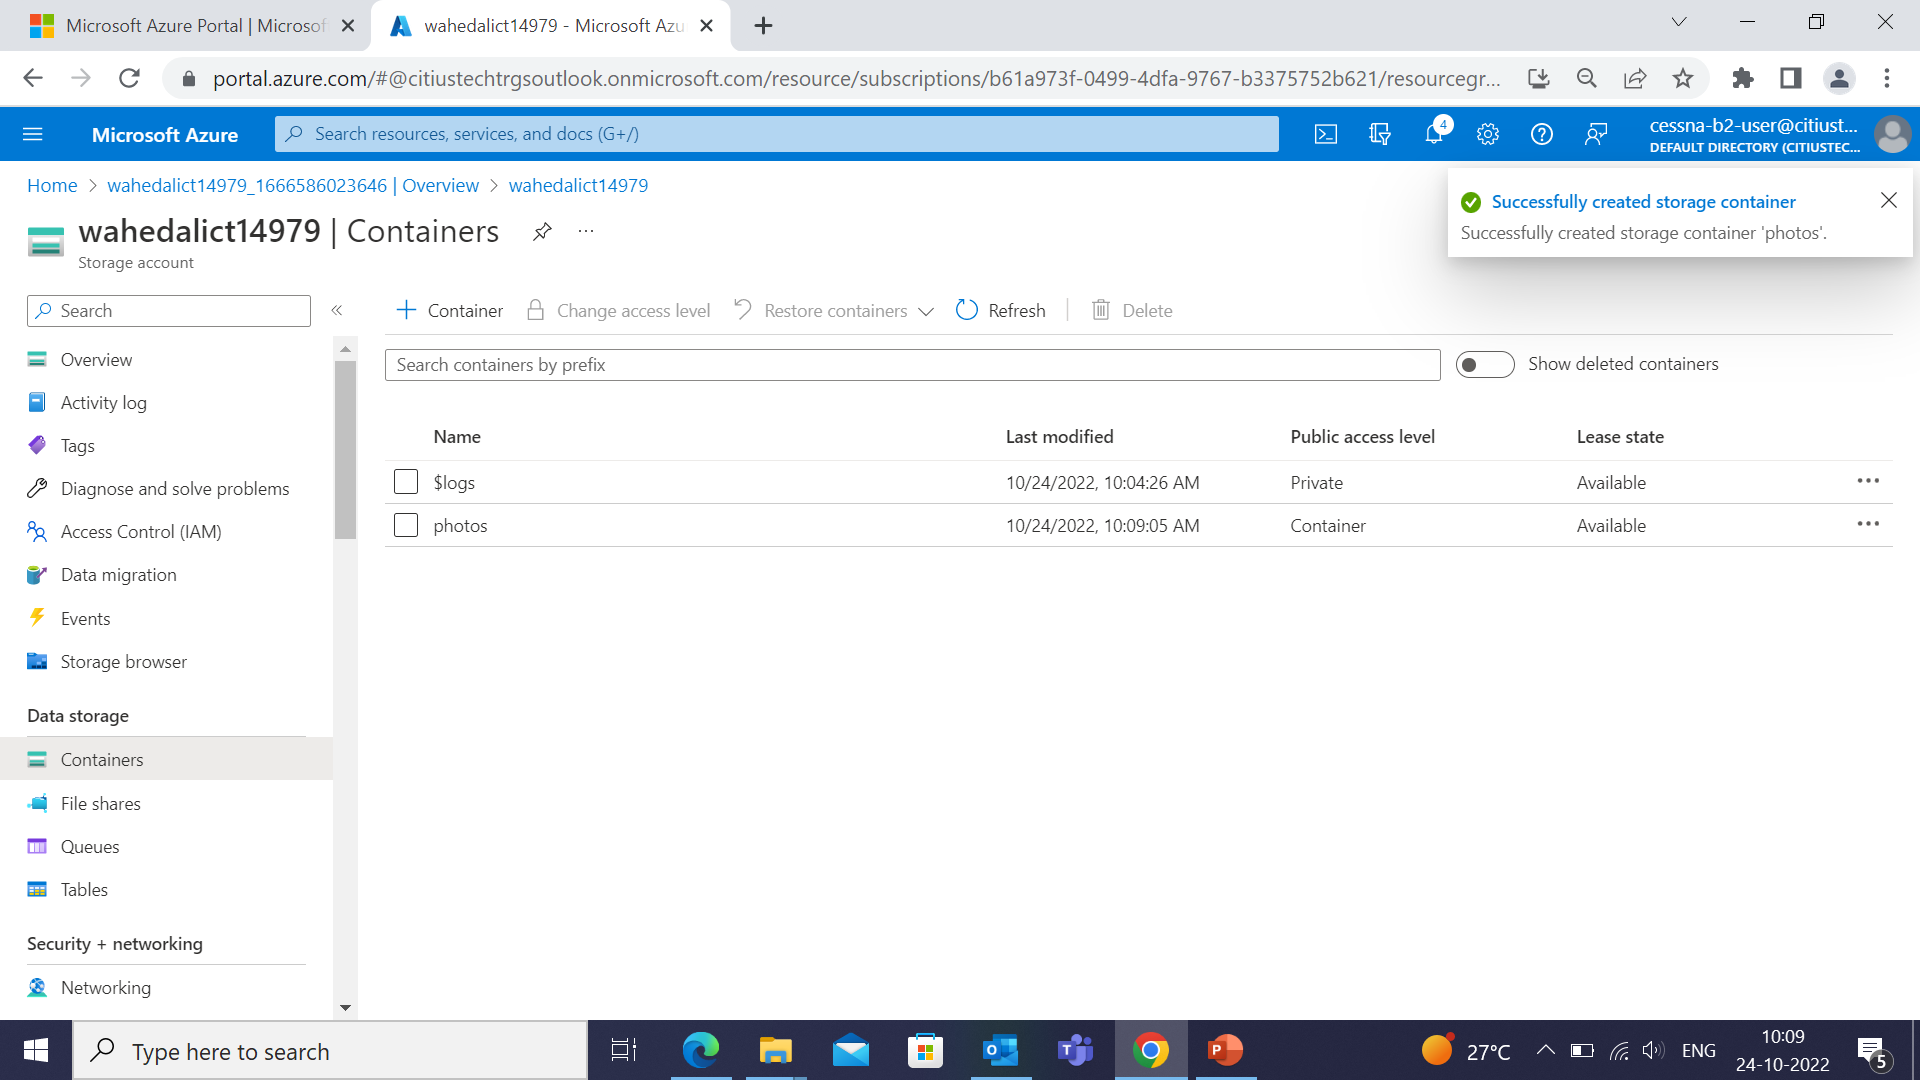 Microsoft Azure Portal | Microsof
wahedalict14979 - Microsoft Azu
portal.azure.com/#@citiustechtrgsoutlook.onmicrosoft.com/resource/subscriptions/b61a973f-0499-4dfa-9767-b3375752b621/resourcegr...
Microsoft Azure
Search resources, services, and docs (G+/)
4
cessna-b2-user@citiust...
DEFAULT DIRECTORY (CITIUSTEC...
Home > wahedalict14979_1666586023646 | Overview > wahedalict14979
Successfully created storage container
Successfully created storage container 'photos'.
wahedalict14979 | Containers
Storage account
Search
Container
Change access level
Restore containers
Refresh
Delete
Search containers by prefix
Show deleted containers
Overview
Activity log
Tags
Diagnose and solve problems
Access Control (IAM)
Data migration
Events
Storage browser
Data storage
Containers
File shares
Queues
Tables
Security + networking
Networking
Name Last modified Public access level Lease state
$logs 10/24/2022, 10:04:26 AM Private Available
photos 10/24/2022, 10:09:05 AM Container Available
Type here to search
27°C
ENG
10:09
24-10-2022
5